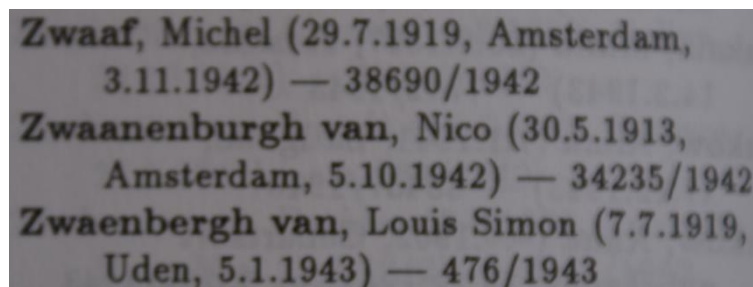 Zwaaf, Michel (29.7.1919, Amsterdam,
3.11.1942) — 38690/1942
Zwaanenburgh van, Nico (30.5.1913,
Amsterdam, 5.10.1942) — 34235/1942
Zwaenbergh van, Louis Simon (7.7.1919,
Uden, 5.1.1943) — 476/1943